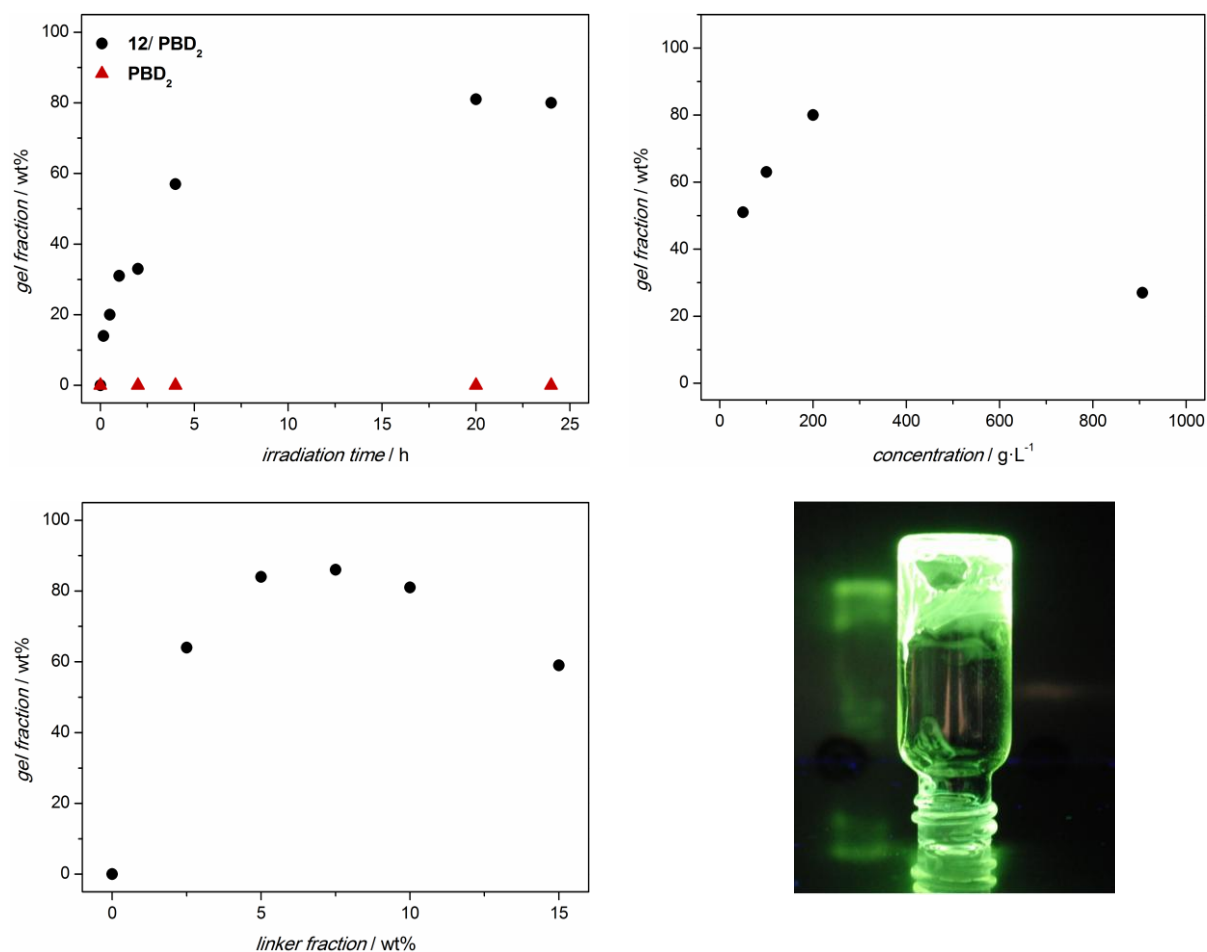 100
80
60
40
20
0
gel fraction / wt%
12/ PBD₂
PBD₂
0 5 10 15 20 25
irradiation time / h
100
80
60
40
20
0
gel fraction / wt%
0 200 400 600 800 1000
concentration / g·L⁻¹
100
80
60
40
20
0
gel fraction / wt%
0 5 10 15
linker fraction / wt%